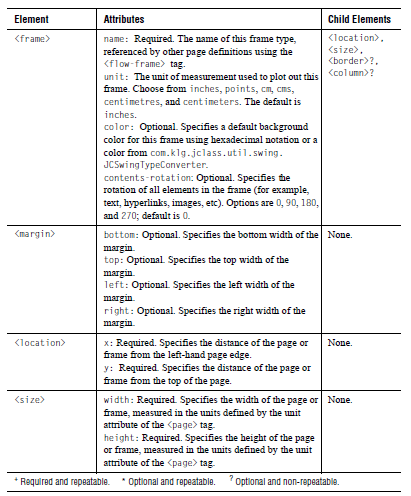 Element Attributes Child Elements
<frame> name: Required. The name of this frame type, <location>,
referenced by other page definitions using the <size>,
<flow-frame> tag. <border>?,
unit: The unit of measurement used to plot out this <column>?
frame. Choose from inches, points, cm, cms,
centimetres, and centimeters. The default is
inches.
color: Optional. Specifies a default background
color for this frame using hexadecimal notation or a
color from com.klg.jclass.util.swing.
JCSwingTypeConverter.
contents-rotation: Optional. Specifies the
rotation of all elements in the frame (for example,
text, hyperlinks, images, etc). Options are 0, 90, 180,
and 270; default is 0.
<margin> bottom: Optional. Specifies the bottom width of the None.
margin.
top: Optional. Specifies the top width of the
margin.
left: Optional. Specifies the left width of the
margin.
right: Optional. Specifies the right width of the
margin.
<location> x: Required. Specifies the distance of the page or None.
frame from the left-hand page edge.
y: Required. Specifies the distance of the page or
frame from the top of the page.
<size> width: Required. Specifies the width of the page or None.
frame, measured in the units defined by the unit
attribute of the <page> tag.
height: Required. Specifies the height of the page
or frame, measured in the units defined by the unit
attribute of the <page> tag.
+ Required and repeatable. * Optional and repeatable. ? Optional and non-repeatable.